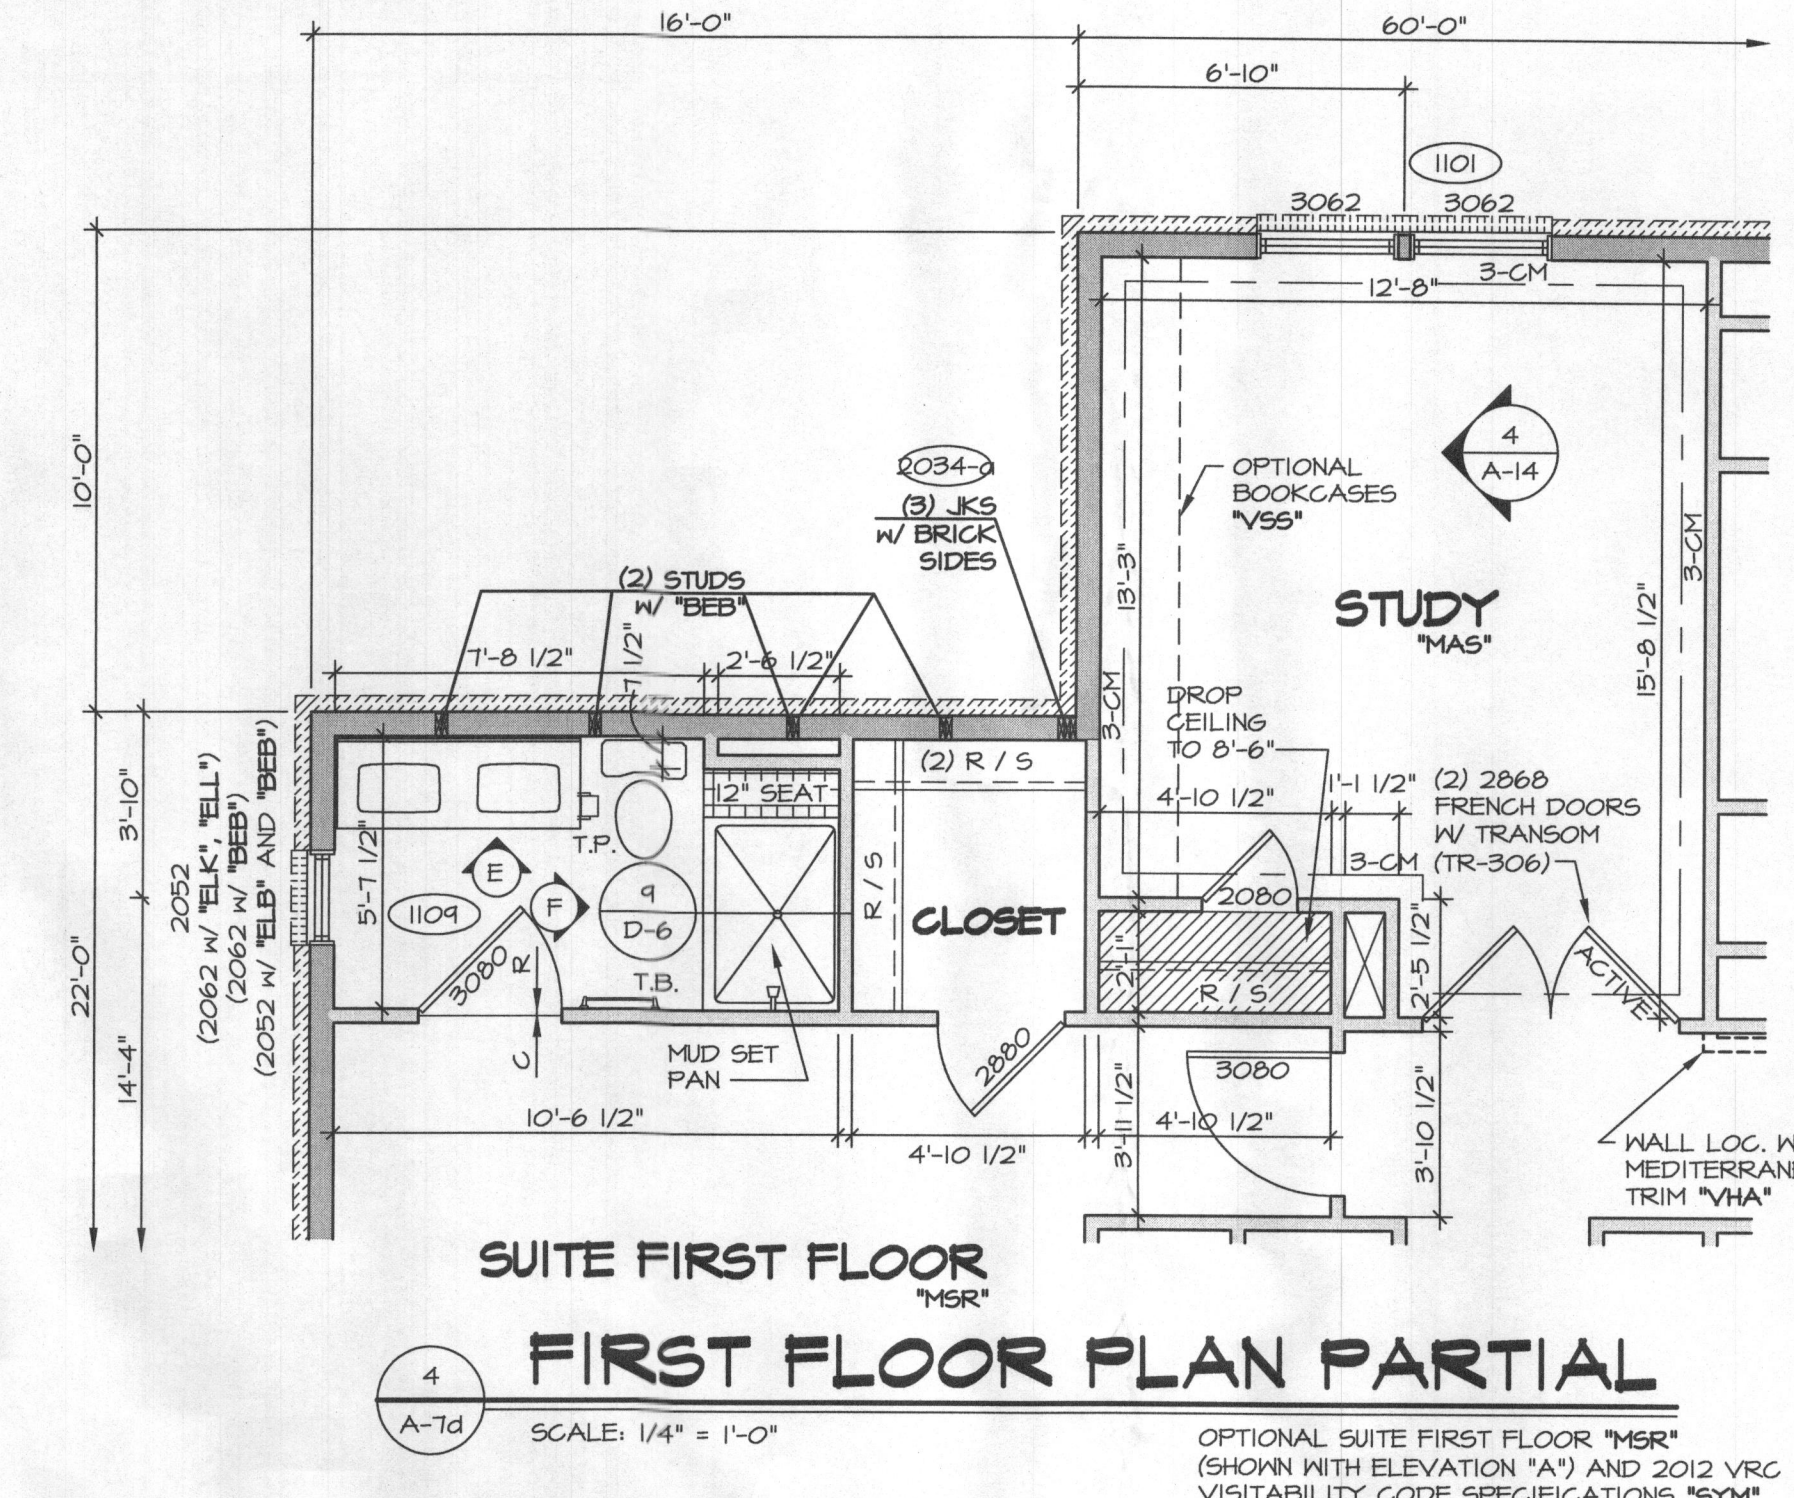 16'-0"
60'-0"
6'-10"
1101
3062
3062
3-CM
12'-8"
10'-0"
4
A-14
OPTIONAL
BOOKCASES
"VSS"
2034-a
(3) JKS
W/ BRICK
SIDES
13'-3"
3-CM
15'-8 1/2"
(2) STUDS
W/ "BEB"
STUDY
"MAS"
7'-8 1/2"
7 1/2"
2'-6 1/2"
3-CM
DROP
CEILING
TO 8'-6"
(2) R / S
12" SEAT
4'-10 1/2"
1'-1 1/2"
(2) 2868
FRENCH DOORS
W/ TRANSOM
(TR-306)
3'-10"
2052
(2062 W/ "ELK", "ELL")
(2062 W/ "BEB")
(2052 W/ "ELB" AND "BEB")
5'-7 1/2"
T.P.
E
F
1109
9
D-6
R / S
CLOSET
3-CM
2080
22'-0"
3080
R
C
T.B.
2'-1"
R / S
2'-5 1/2"
ACTIVE
14'-4"
MUD SET
PAN
2880
3080
10'-6 1/2"
4'-10 1/2"
3'-11 1/2"
4'-10 1/2"
3'-10 1/2"
WALL LOC. W
MEDITERRANE
TRIM "VHA"
SUITE FIRST FLOOR
"MSR"
4
A-7d
FIRST FLOOR PLAN PARTIAL
SCALE: 1/4" = 1'-0"
OPTIONAL SUITE FIRST FLOOR "MSR"
(SHOWN WITH ELEVATION "A") AND 2012 VRC
VISITABILITY CODE SPECIFICATIONS "SYM"